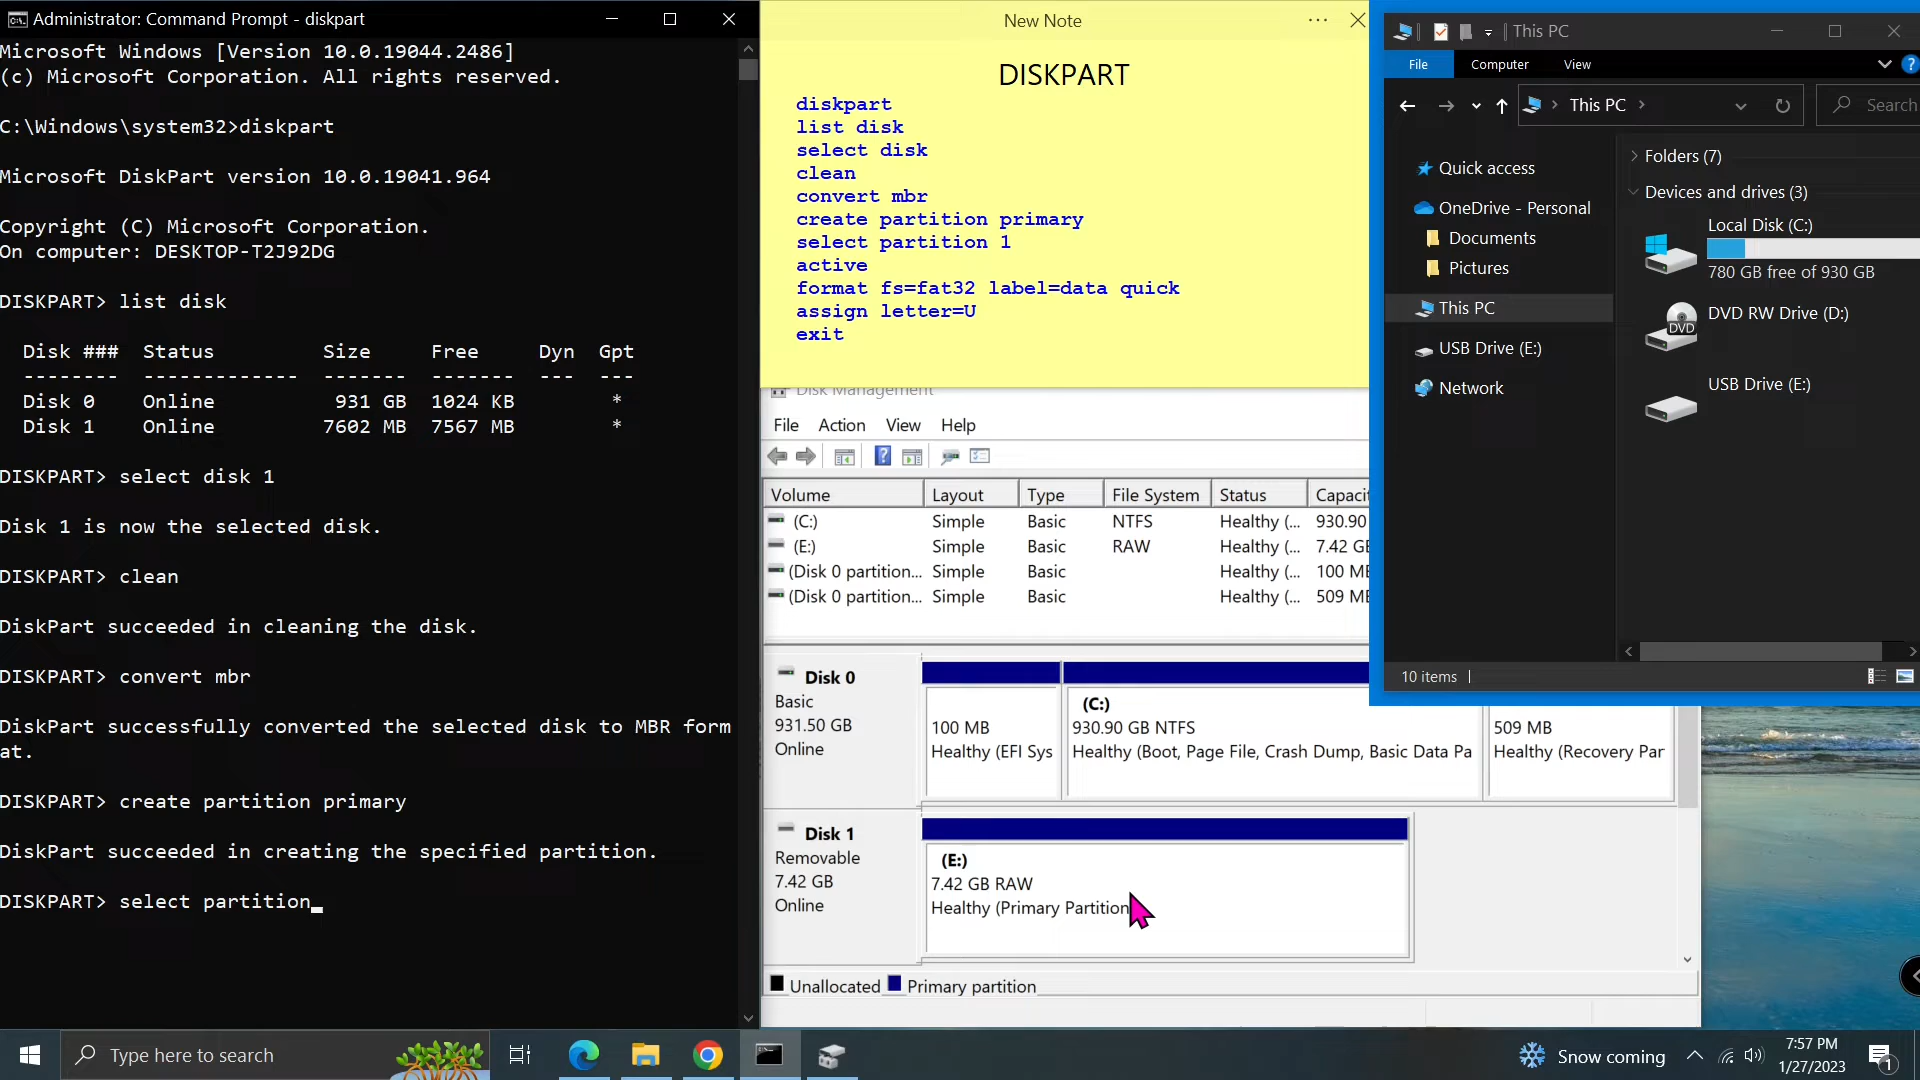 Administrator: Command Prompt - diskpart
Microsoft Windows [Version 10.0.19044.2486]
(c) Microsoft Corporation. All rights reserved.
C:\Windows\system32>diskpart
Microsoft DiskPart version 10.0.19041.964
Copyright (C) Microsoft Corporation.
On computer: DESKTOP-T2J92DG
DISKPART> list disk
Disk ### Status Size Free Dyn Gpt
-------- ------------- ------- ------- --- ---
Disk 0 Online 931 GB 1024 KB *
Disk 1 Online 7602 MB 7567 MB *
DISKPART> select disk 1
Disk 1 is now the selected disk.
DISKPART> clean
DiskPart succeeded in cleaning the disk.
DISKPART> convert mbr
DiskPart successfully converted the selected disk to MBR form
at.
DISKPART> create partition primary
DiskPart succeeded in creating the specified partition.
DISKPART> select partition_
New Note
DISKPART
diskpart
list disk
select disk
clean
convert mbr
create partition primary
select partition 1
active
format fs=fat32 label=data quick
assign letter=U
exit
Disk Management
File Action View Help
Volume Layout Type File System Status Capacit
(C:) Simple Basic NTFS Healthy (... 930.90
(E:) Simple Basic RAW Healthy (... 7.42 GB
(Disk 0 partition... Simple Basic Healthy (... 100 MB
(Disk 0 partition... Simple Basic Healthy (... 509 MB
Disk 0
Basic
931.50 GB
Online
100 MB
Healthy (EFI Sys
(C:)
930.90 GB NTFS
Healthy (Boot, Page File, Crash Dump, Basic Data Pa
509 MB
Healthy (Recovery Par
Disk 1
Removable
7.42 GB
Online
(E:)
7.42 GB RAW
Healthy (Primary Partition
Unallocated Primary partition
This PC
File Computer View
This PC
Search
Quick access
OneDrive - Personal
Documents
Pictures
This PC
USB Drive (E:)
Network
Folders (7)
Devices and drives (3)
Local Disk (C:)
780 GB free of 930 GB
DVD RW Drive (D:)
DVD
USB Drive (E:)
10 items
Type here to search
Snow coming
7:57 PM
1/27/2023
1